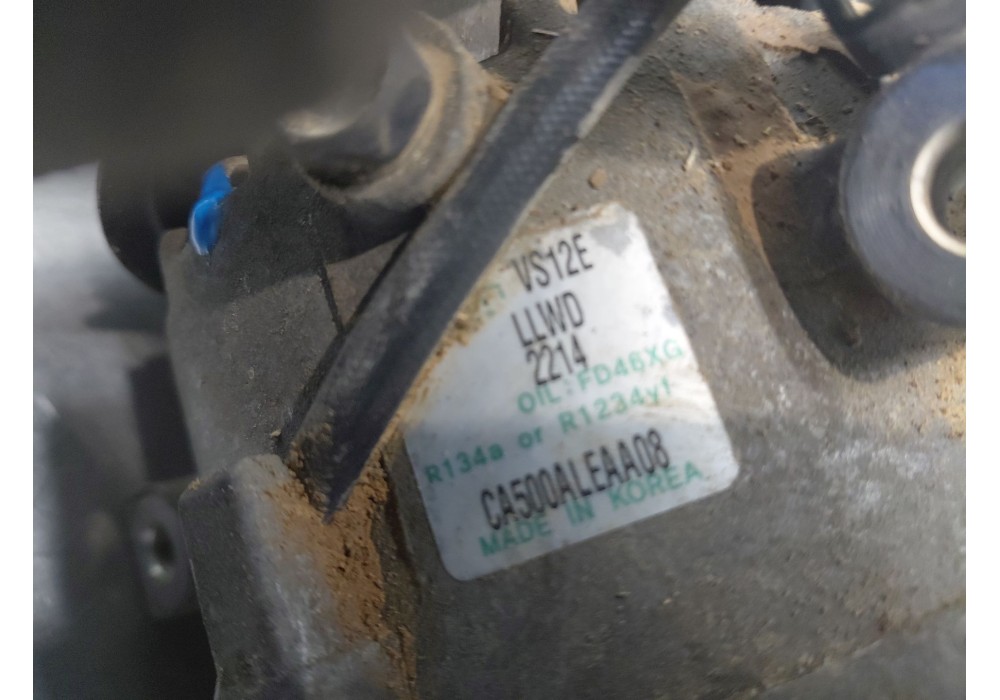 VS12E
LLWD
2214
OIL : FD46XG
R134a or R1234yf
CA500ALEAA08
MADE IN KOREA